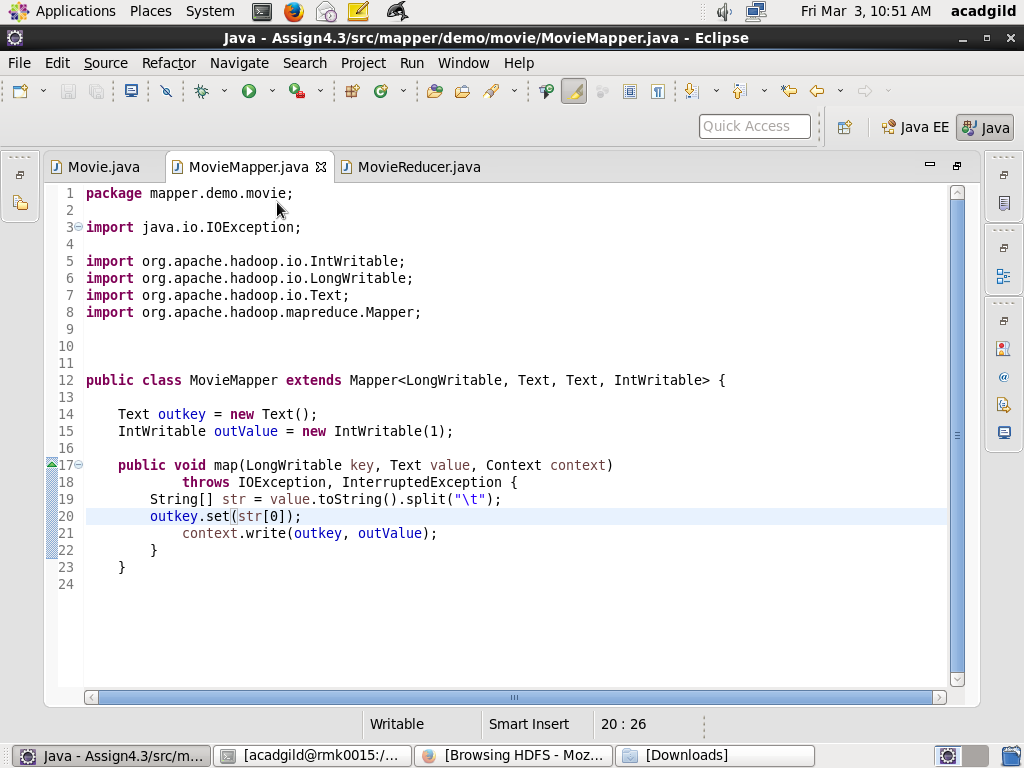 Applications Places System Fri Mar 3, 10:51 AM acadgild
Java - Assign4.3/src/mapper/demo/movie/MovieMapper.java - Eclipse
File Edit Source Refactor Navigate Search Project Run Window Help
Quick Access Java EE Java
Movie.java MovieMapper.java MovieReducer.java
1 package mapper.demo.movie;
2
3 import java.io.IOException;
4
5 import org.apache.hadoop.io.IntWritable;
6 import org.apache.hadoop.io.LongWritable;
7 import org.apache.hadoop.io.Text;
8 import org.apache.hadoop.mapreduce.Mapper;
9
10
11
12 public class MovieMapper extends Mapper<LongWritable, Text, Text, IntWritable> {
13
14     Text outkey = new Text();
15     IntWritable outValue = new IntWritable(1);
16
17     public void map(LongWritable key, Text value, Context context)
18             throws IOException, InterruptedException {
19         String[] str = value.toString().split("\t");
20         outkey.set(str[0]);
21             context.write(outkey, outValue);
22         }
23     }
24
Writable Smart Insert 20 : 26
Java - Assign4.3/src/m... [acadgild@rmk0015:/... [Browsing HDFS - Moz... [Downloads]